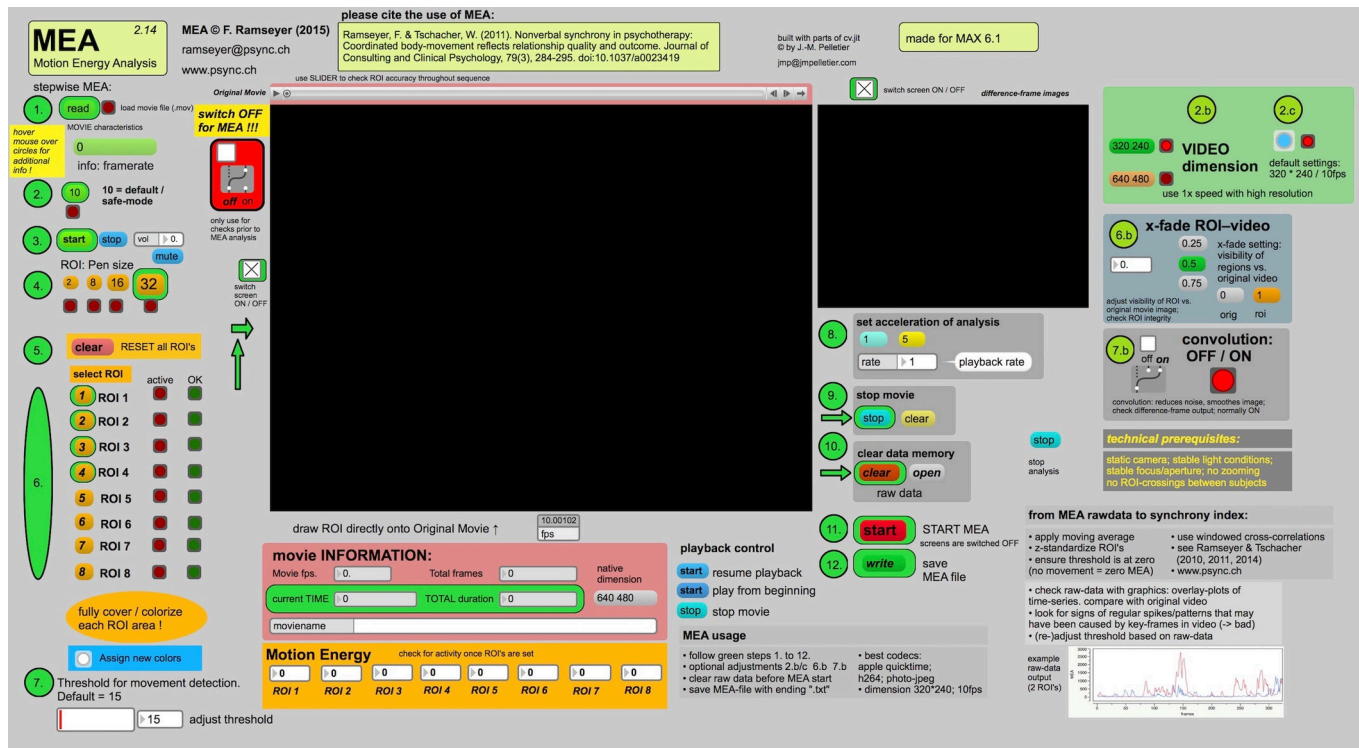 MEA
2.14
Motion Energy Analysis
MEA © F. Ramseyer (2015)
ramseyer@psync.ch
www.psync.ch
please cite the use of MEA:
Ramseyer, F. & Tschacher, W. (2011). Nonverbal synchrony in psychotherapy:
Coordinated body-movement reflects relationship quality and outcome. Journal of
Consulting and Clinical Psychology, 79(3), 284-295. doi:10.1037/a0023419
built with parts of cv.jit
© by J.-M. Pelletier
jmp@jmpelletier.com
made for MAX 6.1
use SLIDER to check ROI accuracy throughout sequence
stepwise MEA:
1.
read
load movie file (.mov)
hover
mouse over
circles for
additional
info !
MOVIE characteristics
0
info: framerate
2.
10
10 = default /
safe-mode
3.
start
stop
vol
0.
mute
ROI: Pen size
4.
2
8
16
32
5.
clear
RESET all ROI's
select ROI
active
OK
6.
1 ROI 1
2 ROI 2
3 ROI 3
4 ROI 4
5 ROI 5
6 ROI 6
7 ROI 7
8 ROI 8
fully cover / colorize
each ROI area !
Assign new colors
7.
Threshold for movement detection.
Default = 15
15
adjust threshold
Original Movie
switch OFF
for MEA !!!
off on
only use for
checks prior to
MEA analysis
switch
screen
ON / OFF
switch screen ON / OFF
difference-frame images
draw ROI directly onto Original Movie ↑
10.00102
fps
movie INFORMATION:
Movie fps.
0.
Total frames
0
native
dimension
current TIME
0
TOTAL duration
0
640 480
moviename
Motion Energy
check for activity once ROI's are set
0
0
0
0
0
0
0
0
ROI 1
ROI 2
ROI 3
ROI 4
ROI 5
ROI 6
ROI 7
ROI 8
playback control
start resume playback
start play from beginning
stop stop movie
MEA usage
• follow green steps 1. to 12.
• optional adjustments 2.b/c 6.b 7.b
• clear raw data before MEA start
• save MEA-file with ending ".txt"
• best codecs:
apple quicktime;
h264; photo-jpeg
• dimension 320*240; 10fps
8.
set acceleration of analysis
1
5
rate
1
playback rate
9.
stop movie
stop
clear
10.
clear data memory
clear
open
raw data
11.
start
START MEA
screens are switched OFF
12.
write
save
MEA file
stop
stop
analysis
2.b
2.c
320 240
VIDEO
dimension
640 480
default settings:
320 * 240 / 10fps
use 1x speed with high resolution
6.b
x-fade ROI–video
0.
0.25
0.5
0.75
x-fade setting:
visibility of
regions vs.
original video
0
1
orig
roi
adjust visibility of ROI vs.
original movie image;
check ROI integrity
7.b
off on
convolution:
OFF / ON
convolution: reduces noise, smoothes image;
check difference-frame output; normally ON
technical prerequisites:
static camera; stable light conditions;
stable focus/aperture; no zooming
no ROI-crossings between subjects
from MEA rawdata to synchrony index:
• apply moving average
• z-standardize ROI's
• ensure threshold is at zero
(no movement = zero MEA)
• use windowed cross-correlations
• see Ramseyer & Tschacher
(2010, 2011, 2014)
• www.psync.ch
• check raw-data with graphics: overlay-plots of
time-series. compare with original video
• look for signs of regular spikes/patterns that may
have been caused by key-frames in video (-> bad)
• (re-)adjust threshold based on raw-data
example
raw-data
output
(2 ROI's)
3000
2500
2000
1500
1000
500
0
MEA
0
50
100
150
200
250
300
frames